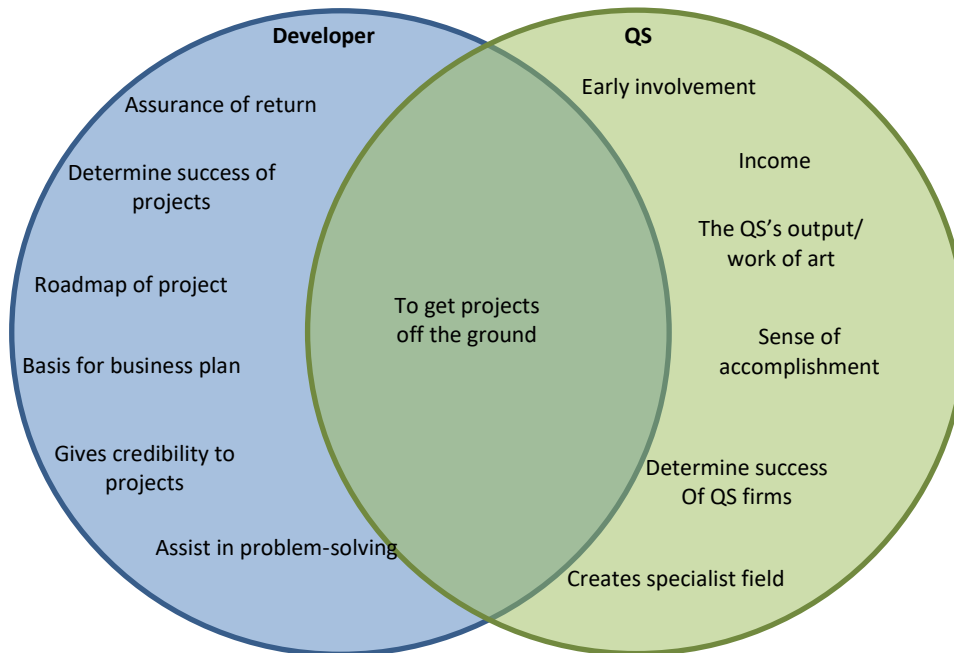 Developer
Assurance of return
Determine success of
projects
Roadmap of project
Basis for business plan
Gives credibility to
projects
Assist in problem-solving
To get projects
off the ground
QS
Early involvement
Income
The QS’s output/
work of art
Sense of
accomplishment
Determine success
Of QS firms
Creates specialist field